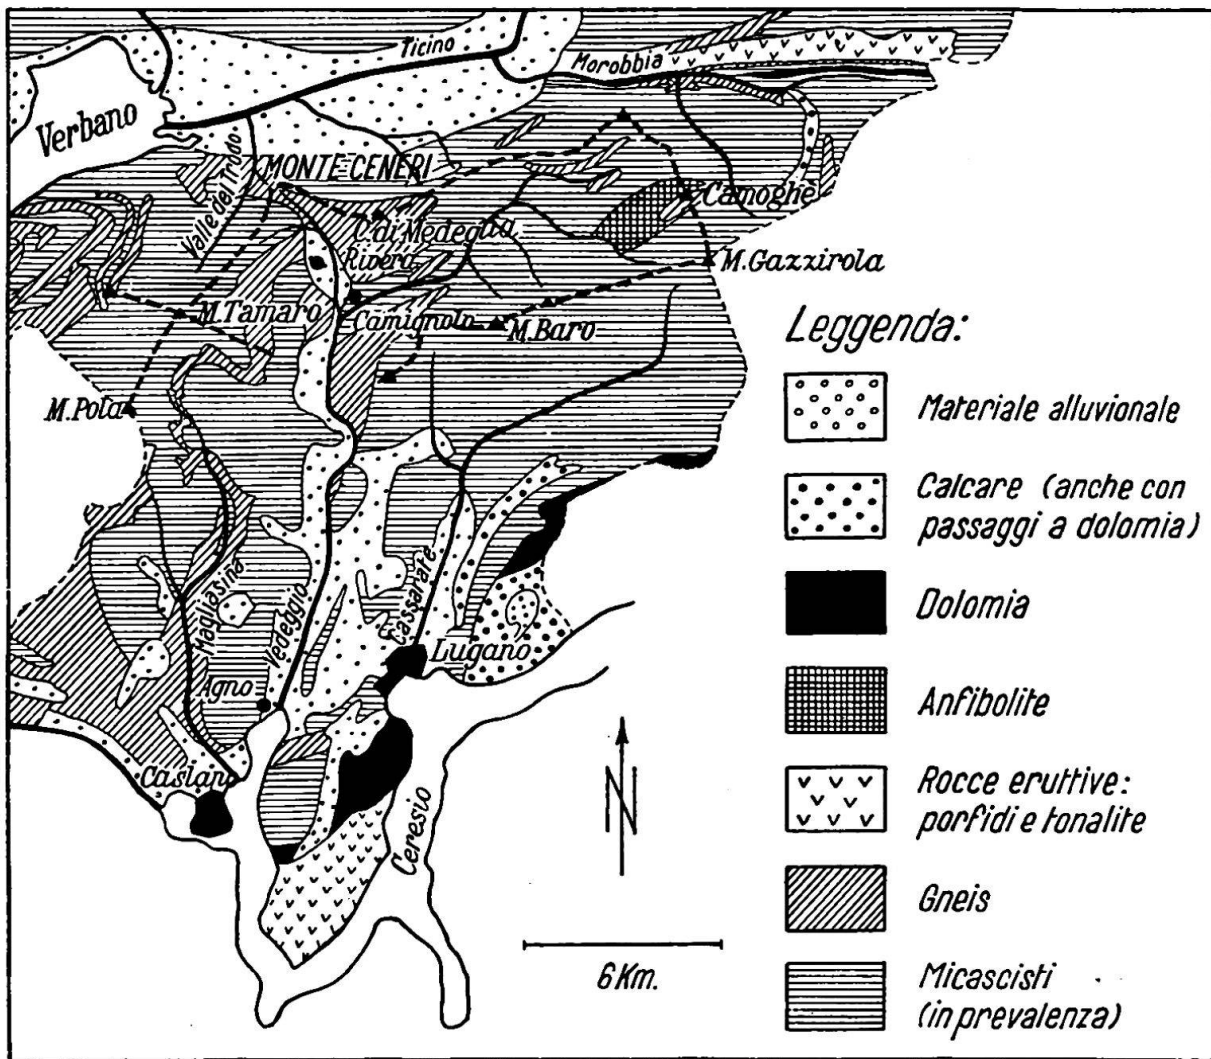 Ticino
Morobbia
Verbano
Valle del Trodo
MONTE CENERI
Camoghe
C. di Medeglia
Rivera
M. Gazzirola
M. Tamaro
Camignolo
M. Baro
M. Pola
Magliasina
Vedeggio
Cassarate
Lugano
Agno
Caslano
Ceresio
N
6 Km.
Leggenda:
Materiale alluvionale
Calcare (anche con
passaggi a dolomia)
Dolomia
Anfibolite
Rocce eruttive:
porfidi e tonalite
Gneis
Micascisti
(in prevalenza)